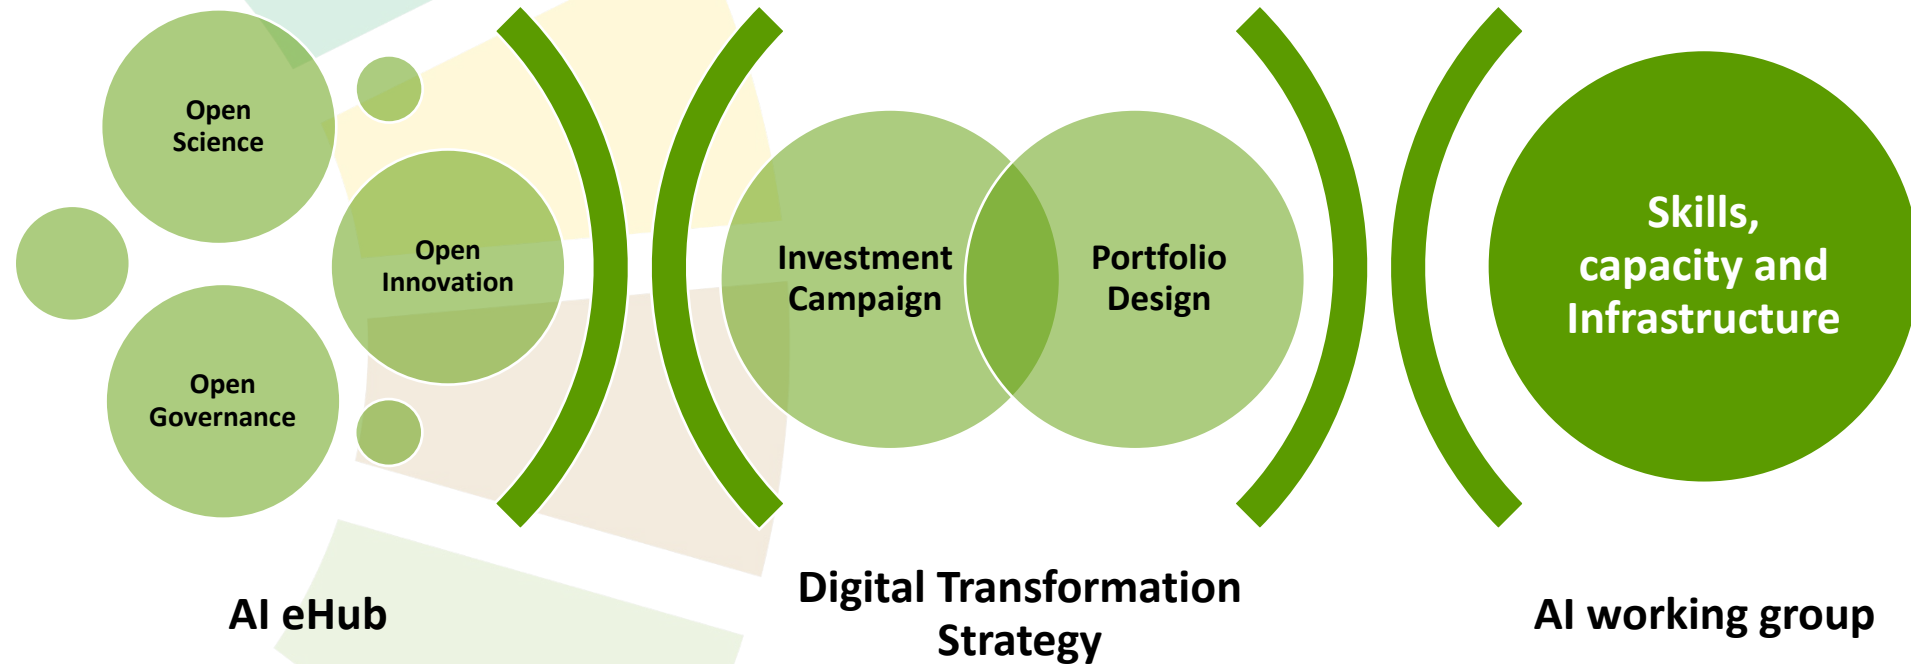 Open
Science
Open
Innovation
Open
Governance
AI eHub
Investment
Campaign
Portfolio
Design
Digital Transformation
Strategy
Skills,
capacity and
Infrastructure
AI working group